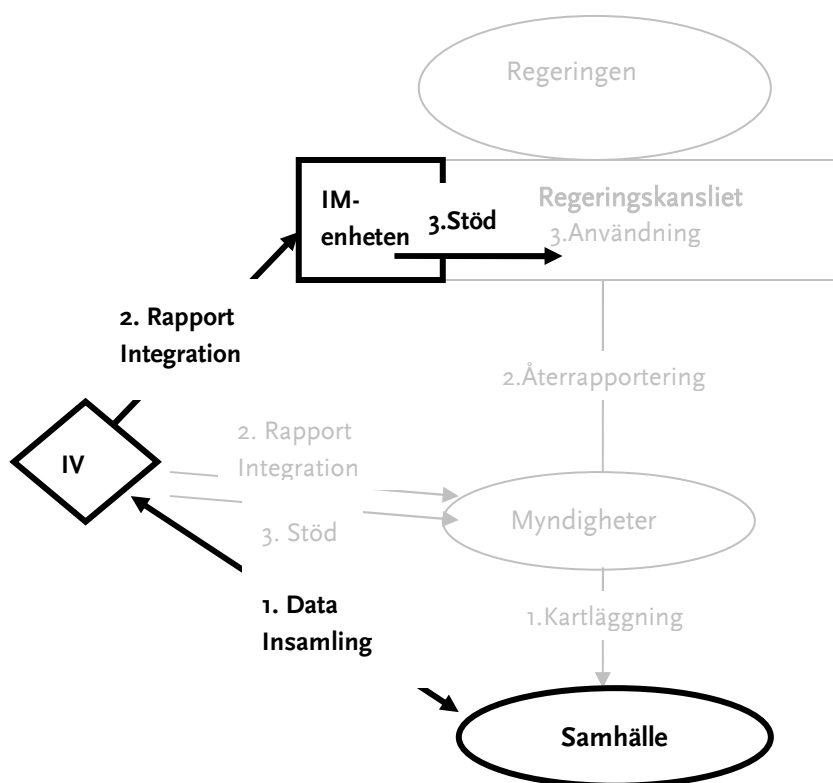 Regeringen
IM-
enheten
3.Stöd
Regeringskansliet
3.Användning
2. Rapport
Integration
2.Återrapportering
2. Rapport
Integration
IV
3. Stöd
Myndigheter
1. Data
Insamling
1.Kartläggning
Samhälle